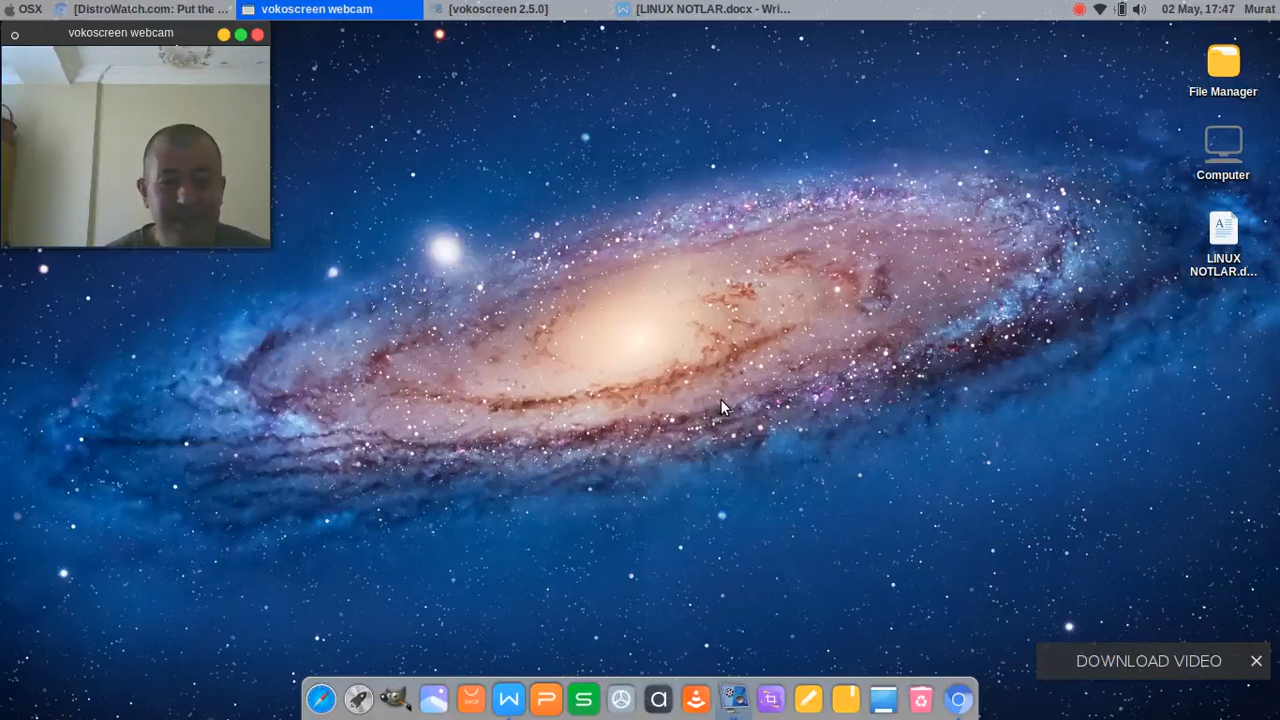 OSX
[DistroWatch.com: Put the ...
vokoscreen webcam
[vokoscreen 2.5.0]
[LINUX NOTLAR.docx - Wri...
02 May, 17:47
Murat
vokoscreen webcam
File Manager
Computer
LINUX
NOTLAR.d...
DOWNLOAD VIDEO